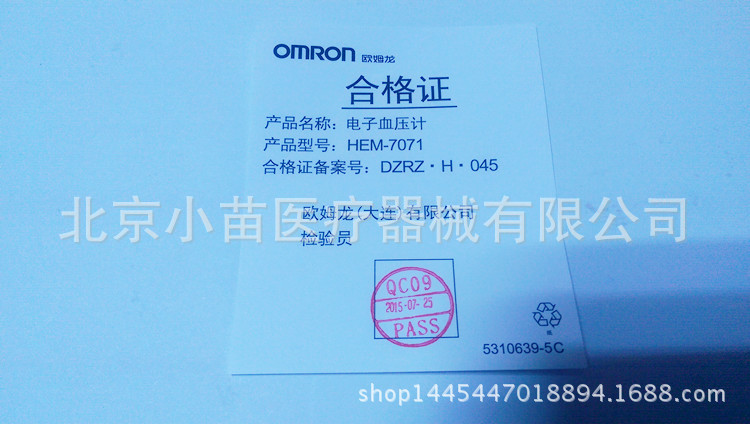 OMRON 欧姆龙
合格证
产品名称：电子血压计
产品型号：HEM-7071
合格证备案号：DZRZ·H·045
北京小苗医疗器械有限公司
欧姆龙(大连)有限公司
检验员
QC09
2015-07-25
PASS
纸
5310639-5C
shop1445447018894.1688.com